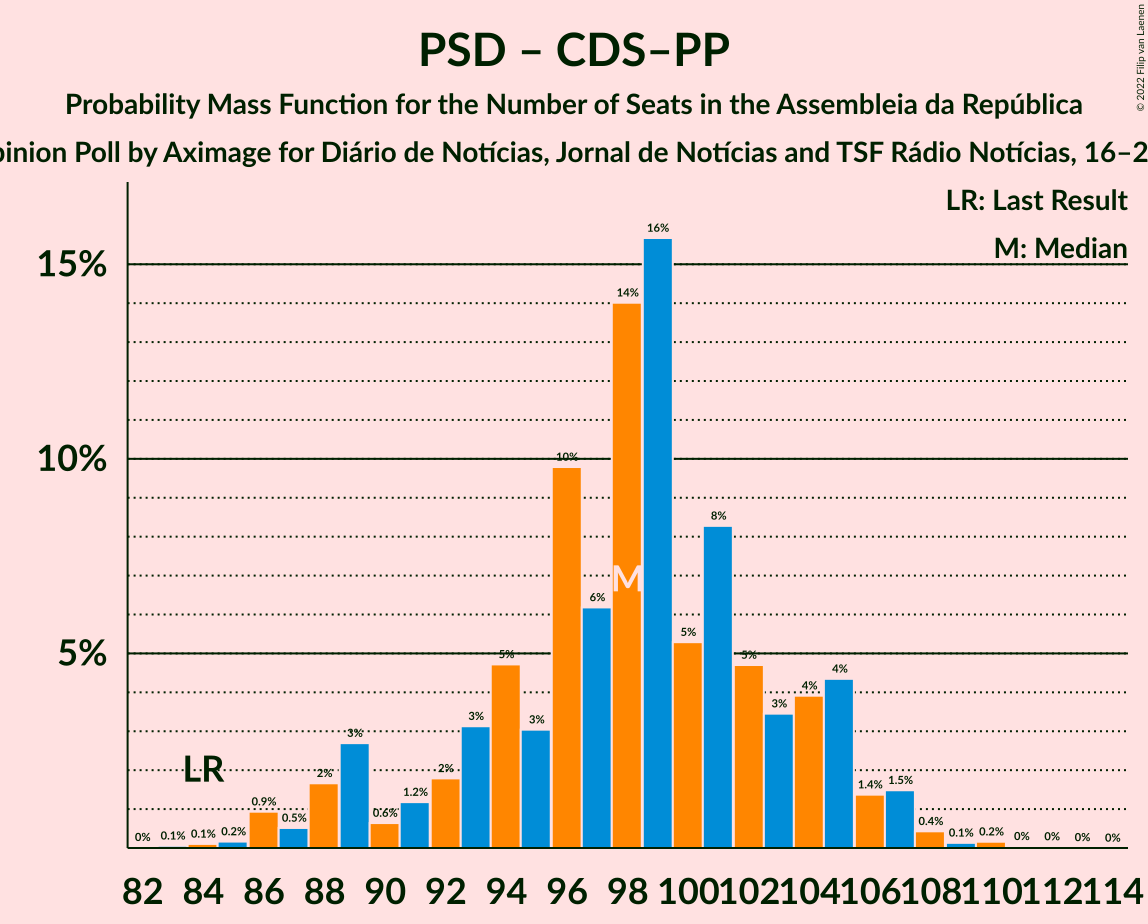 PSD – CDS–PP
Probability Mass Function for the Number of Seats in the Assembleia da República
Poll by Aximage for Diário de Notícias, Jornal de Notícias and TSF Rádio Notícias,
© 2022 Filip van Laenen
LR: Last Result
M: Median
15%
10%
5%
0% 0.1% 0.1% 0.2% 0.9% 0.5% 2% 3% 0.6% 1.2% 2% 3% 5% 3% 10% 6% 14% 16% 5% 8% 5% 3% 4% 4% 1.4% 1.5% 0.4% 0.1% 0.2% 0% 0% 0% 0%
LR
M
82 84 86 88 90 92 94 96 98 100 102 104 106 108 110 112 114